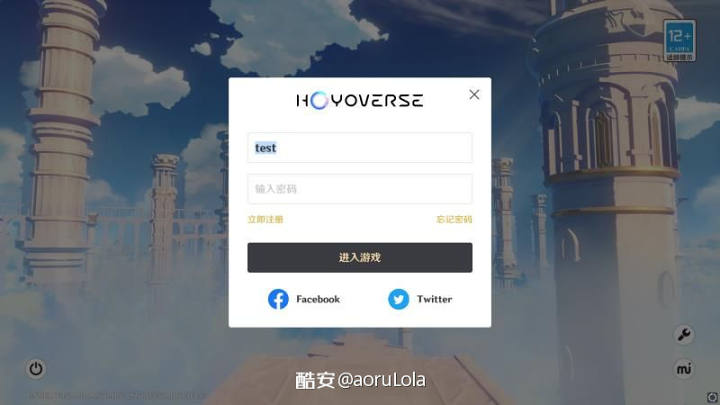 12+
CADPA
适龄提示
HOYOVERSE
test
输入密码
立即注册 忘记密码
进入游戏
Facebook Twitter
mi
酷安@aoruLola